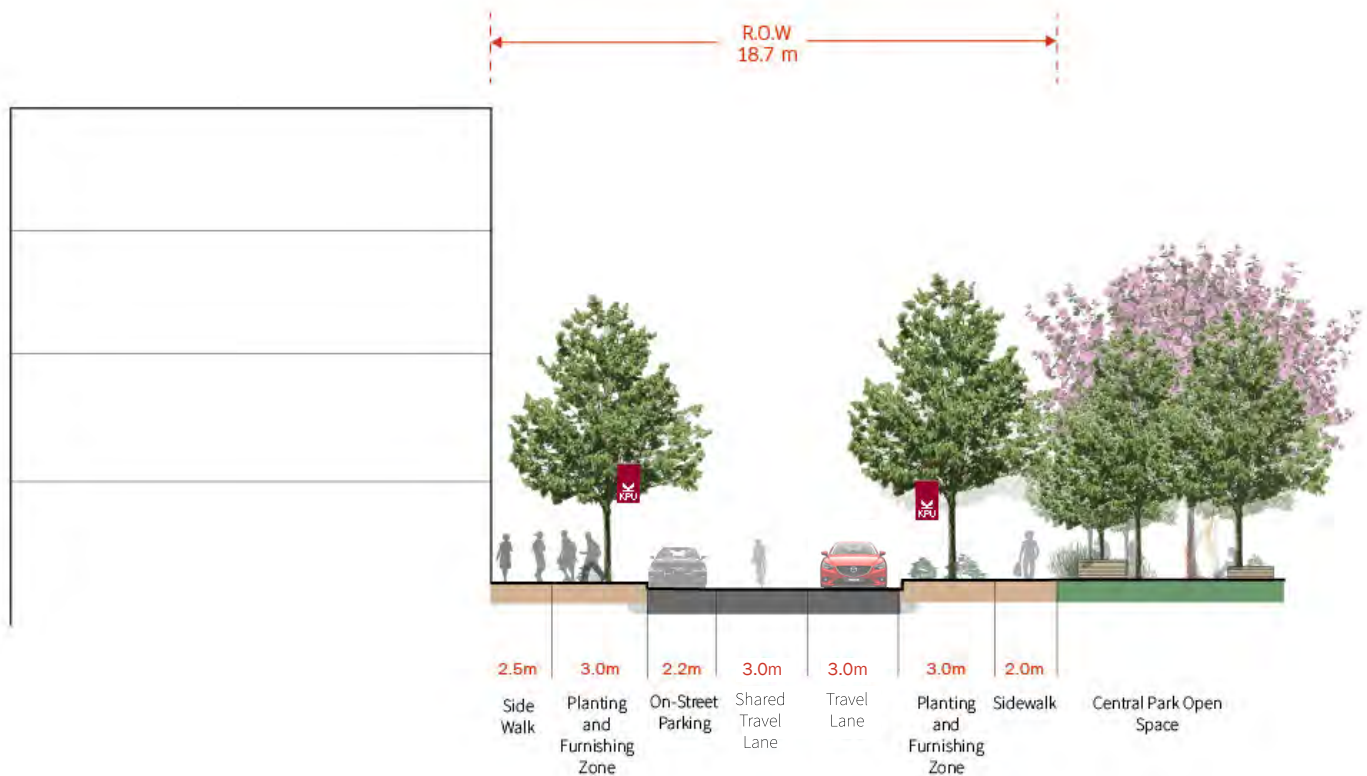 R.O.W
18.7 m
KPU
KPU
2.5m
3.0m
2.2m
3.0m
3.0m
3.0m
2.0m
Side
Walk
Planting
and
Furnishing
Zone
On-Street
Parking
Shared
Travel
Lane
Travel
Lane
Planting
and
Furnishing
Zone
Sidewalk
Central Park Open
Space